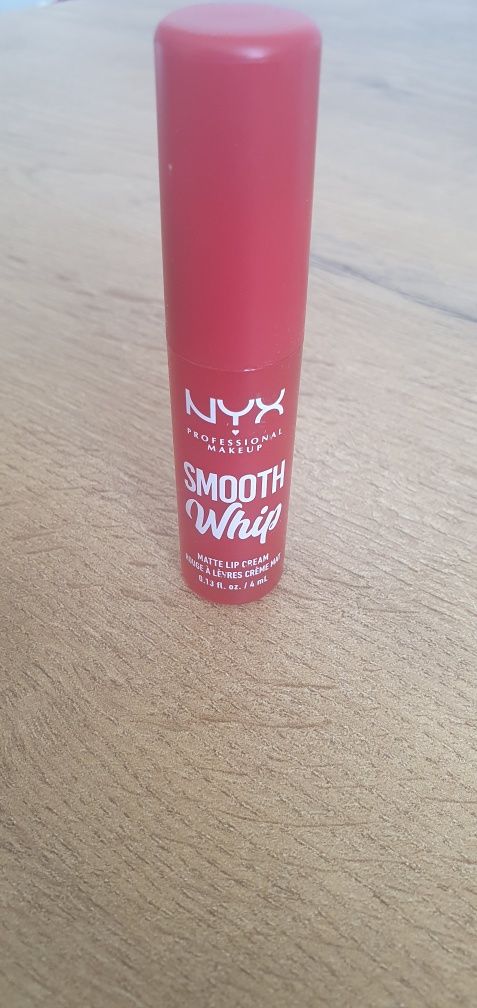 NYX
PROFESSIONAL
MAKEUP
SMOOTH
Whip
MATTE LIP CREAM
ROUGE À LÈVRES CRÈME MAT
0.13 fl. oz. / 4 mL